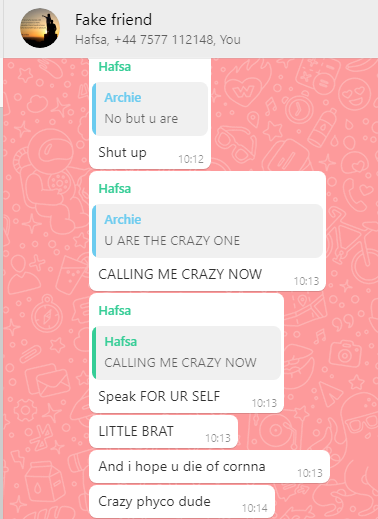 Fake friend
Hafsa, +44 7577 112148, You
Hafsa
Archie
No but u are
Shut up
10:12
Hafsa
Archie
U ARE THE CRAZY ONE
CALLING ME CRAZY NOW
10:13
Hafsa
Hafsa
CALLING ME CRAZY NOW
Speak FOR UR SELF
10:13
LITTLE BRAT
10:13
And i hope u die of cornna
10:13
Crazy phyco dude
10:14